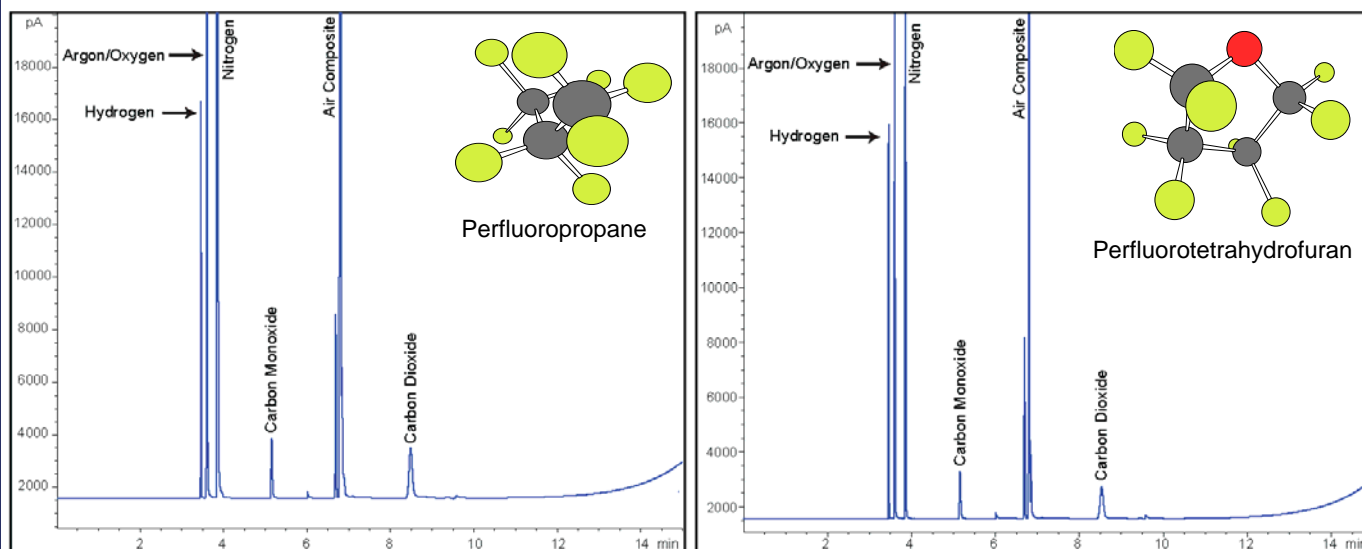 pA
18000
16000
14000
12000
10000
8000
6000
4000
2000
Argon/Oxygen
Hydrogen
Nitrogen
Carbon Monoxide
Air Composite
Carbon Dioxide
Perfluoropropane
2
4
6
8
10
12
14
min
pA
18000
16000
14000
12000
10000
8000
6000
4000
2000
Argon/Oxygen
Hydrogen
Nitrogen
Carbon Monoxide
Air Composite
Carbon Dioxide
Perfluorotetrahydrofuran
2
4
6
8
10
12
14
min